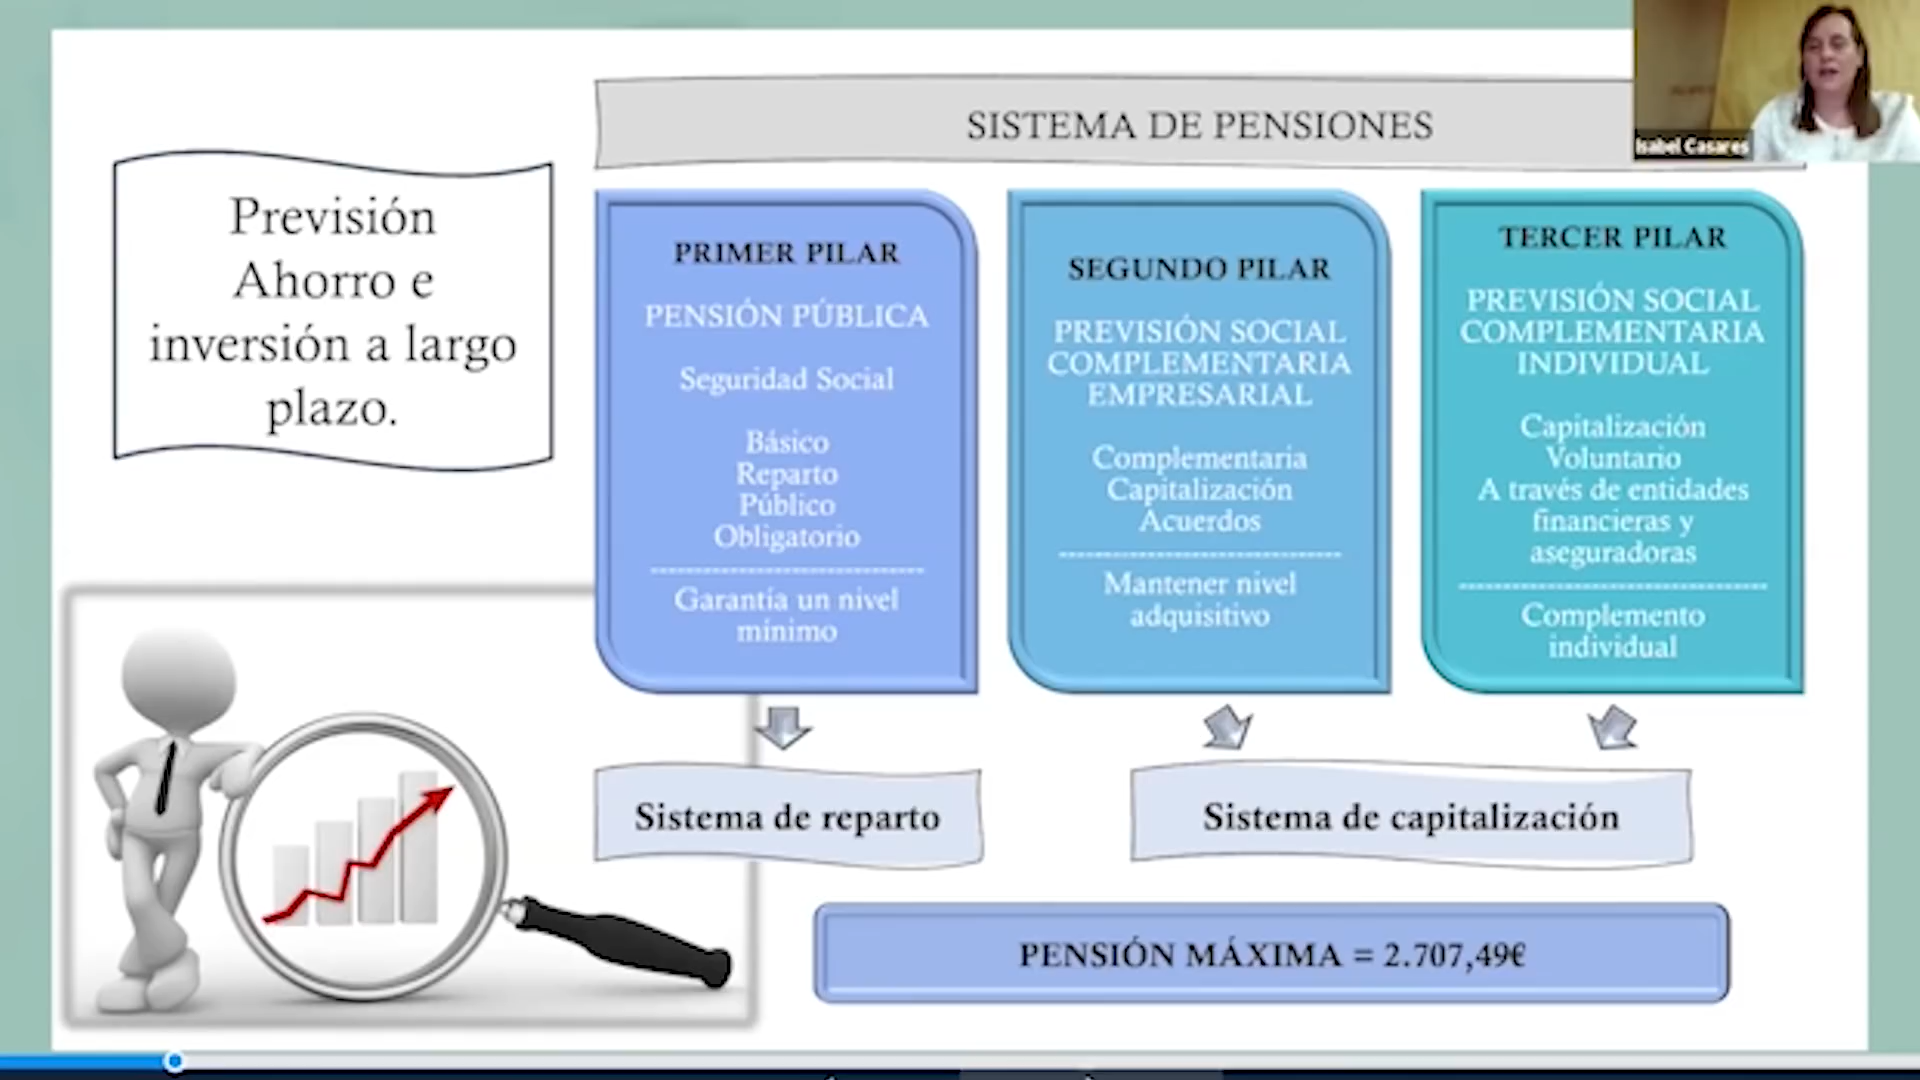 SISTEMA DE PENSIONES
Isabel Casares
Previsión
Ahorro e
inversión a largo
plazo.
PRIMER PILAR
PENSIÓN PÚBLICA
Seguridad Social
Básico
Reparto
Público
Obligatorio
Garantía un nivel
mínimo
SEGUNDO PILAR
PREVISIÓN SOCIAL
COMPLEMENTARIA
EMPRESARIAL
Complementaria
Capitalización
Acuerdos
Mantener nivel
adquisitivo
TERCER PILAR
PREVISIÓN SOCIAL
COMPLEMENTARIA
INDIVIDUAL
Capitalización
Voluntario
A través de entidades
financieras y
aseguradoras
Complemento
individual
Sistema de reparto
Sistema de capitalización
PENSIÓN MÁXIMA = 2.707,49€